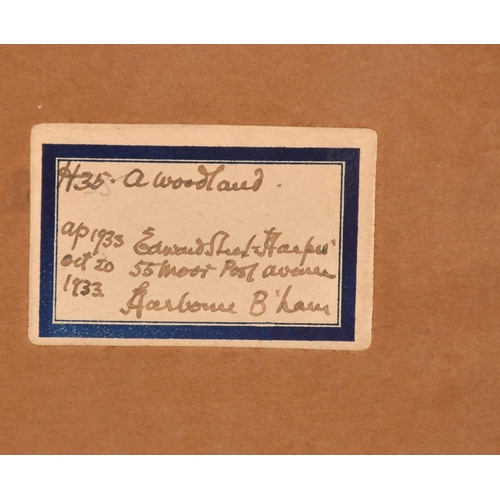 H35. A woodland.
ap 1933 Edward Steel Harper
oct 20 55 Moor Pool avenue
1933 Harborne B'ham